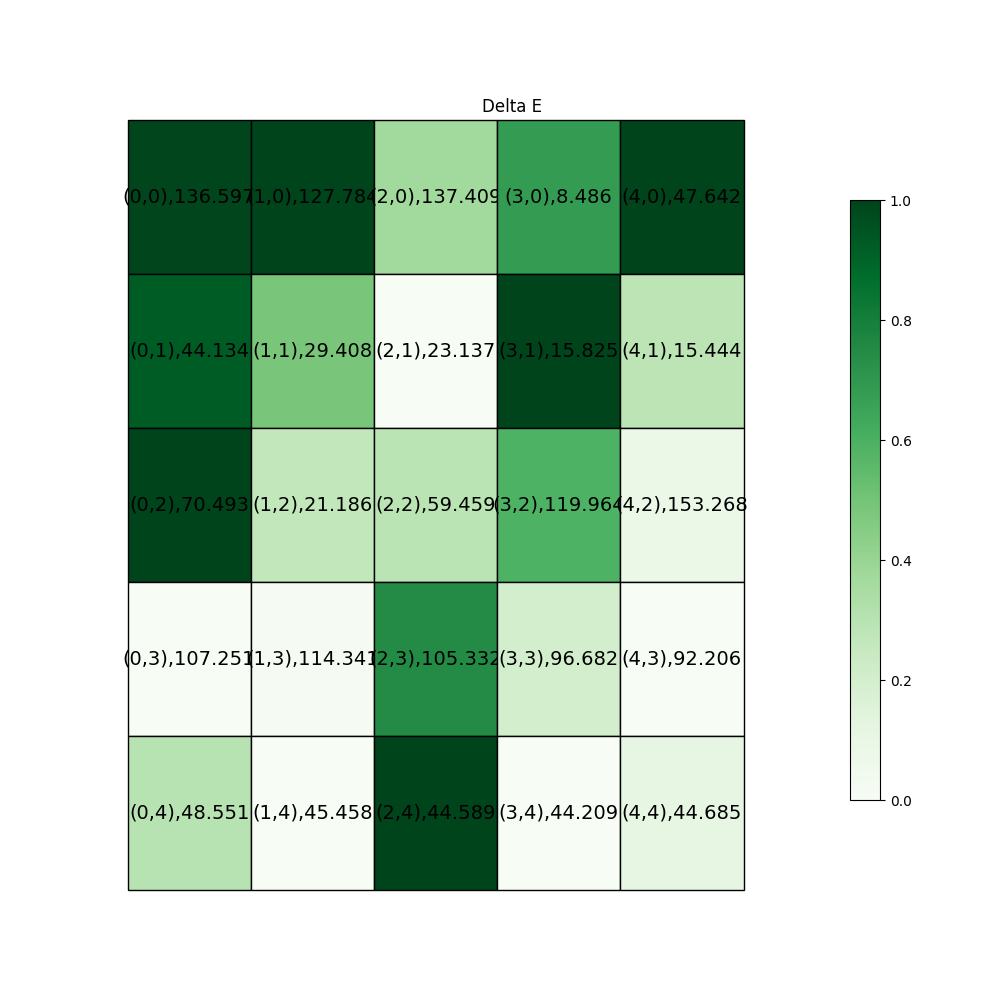 Delta E
(0,0),136.597 (1,0),127.784 (2,0),137.409 (3,0),8.486 (4,0),47.642
(0,1),44.134 (1,1),29.408 (2,1),23.137 (3,1),15.825 (4,1),15.444
(0,2),70.493 (1,2),21.186 (2,2),59.459 (3,2),119.964 (4,2),153.268
(0,3),107.251 (1,3),114.341 (2,3),105.332 (3,3),96.682 (4,3),92.206
(0,4),48.551 (1,4),45.458 (2,4),44.589 (3,4),44.209 (4,4),44.685
1.0
0.8
0.6
0.4
0.2
0.0